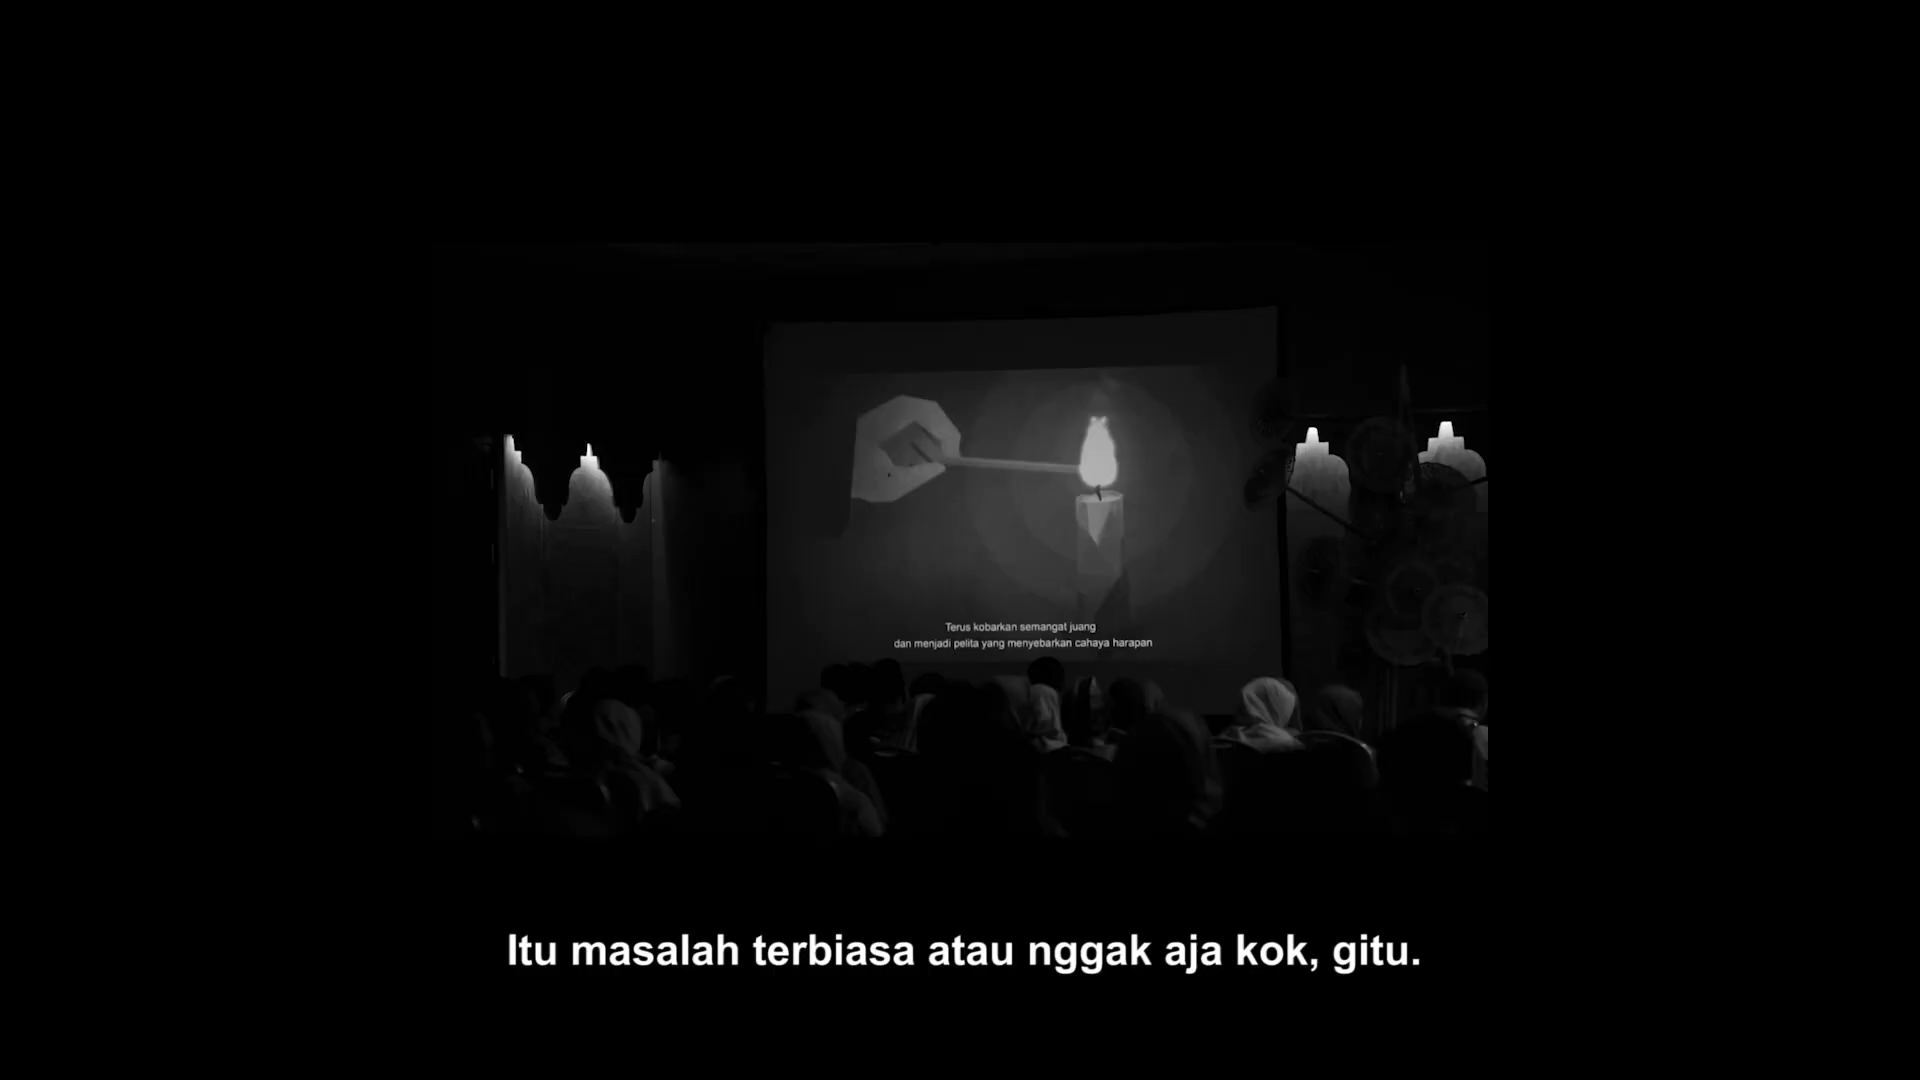 Terus kobarkan semangat juang
dan menjadi pelita yang menyebarkan cahaya harapan
Itu masalah terbiasa atau nggak aja kok, gitu.